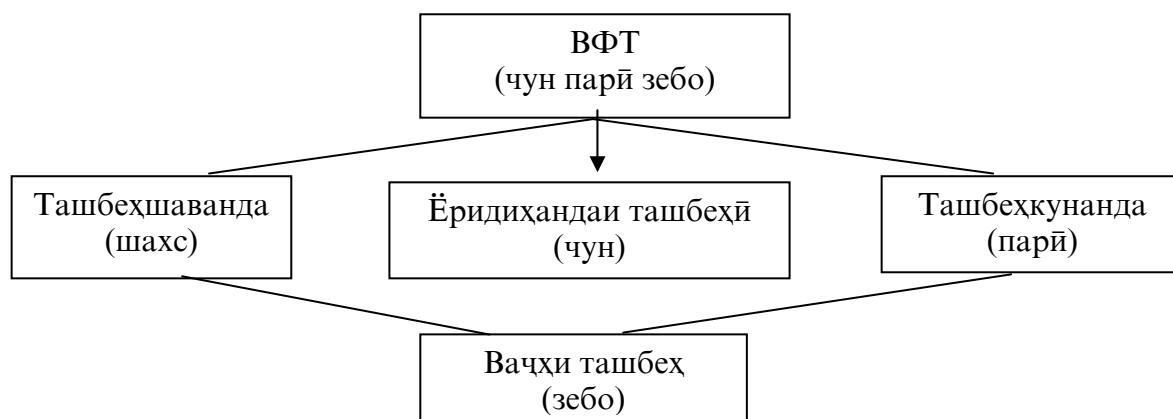 ВФТ
(чун парӣ зебо)
Ташбеҳшаванда
(шахс)
Ёридиҳандаи ташбеҳӣ
(чун)
Ташбеҳкунанда
(парӣ)
Ваҷҳи ташбеҳ
(зебо)